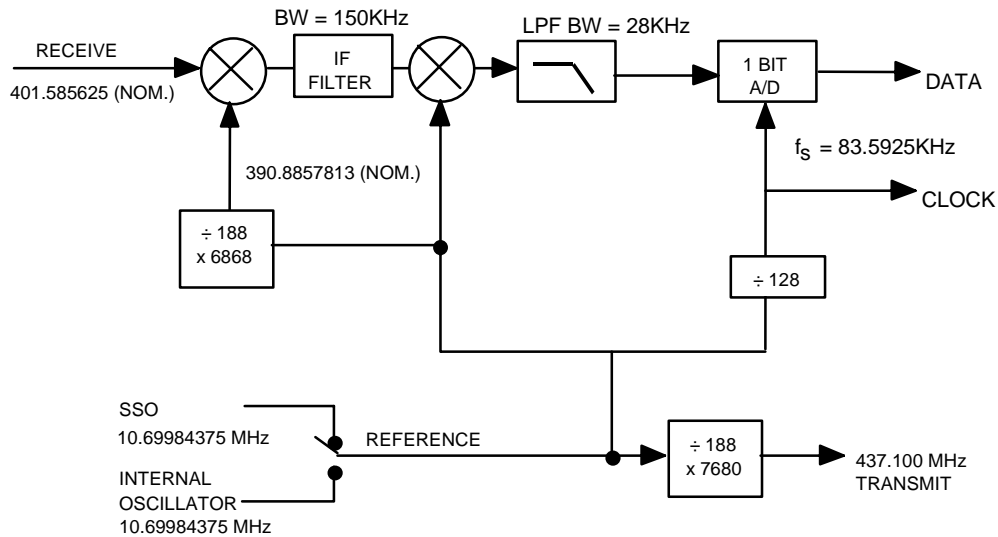 BW = 150KHz
LPF BW = 28KHz
RECEIVE
401.585625 (NOM.)
IF
FILTER
1 BIT
A/D
DATA
fs = 83.5925KHz
390.8857813 (NOM.)
CLOCK
÷ 188
x 6868
÷ 128
SSO
10.69984375 MHz
REFERENCE
INTERNAL
OSCILLATOR
10.69984375 MHz
÷ 188
x 7680
437.100 MHz
TRANSMIT